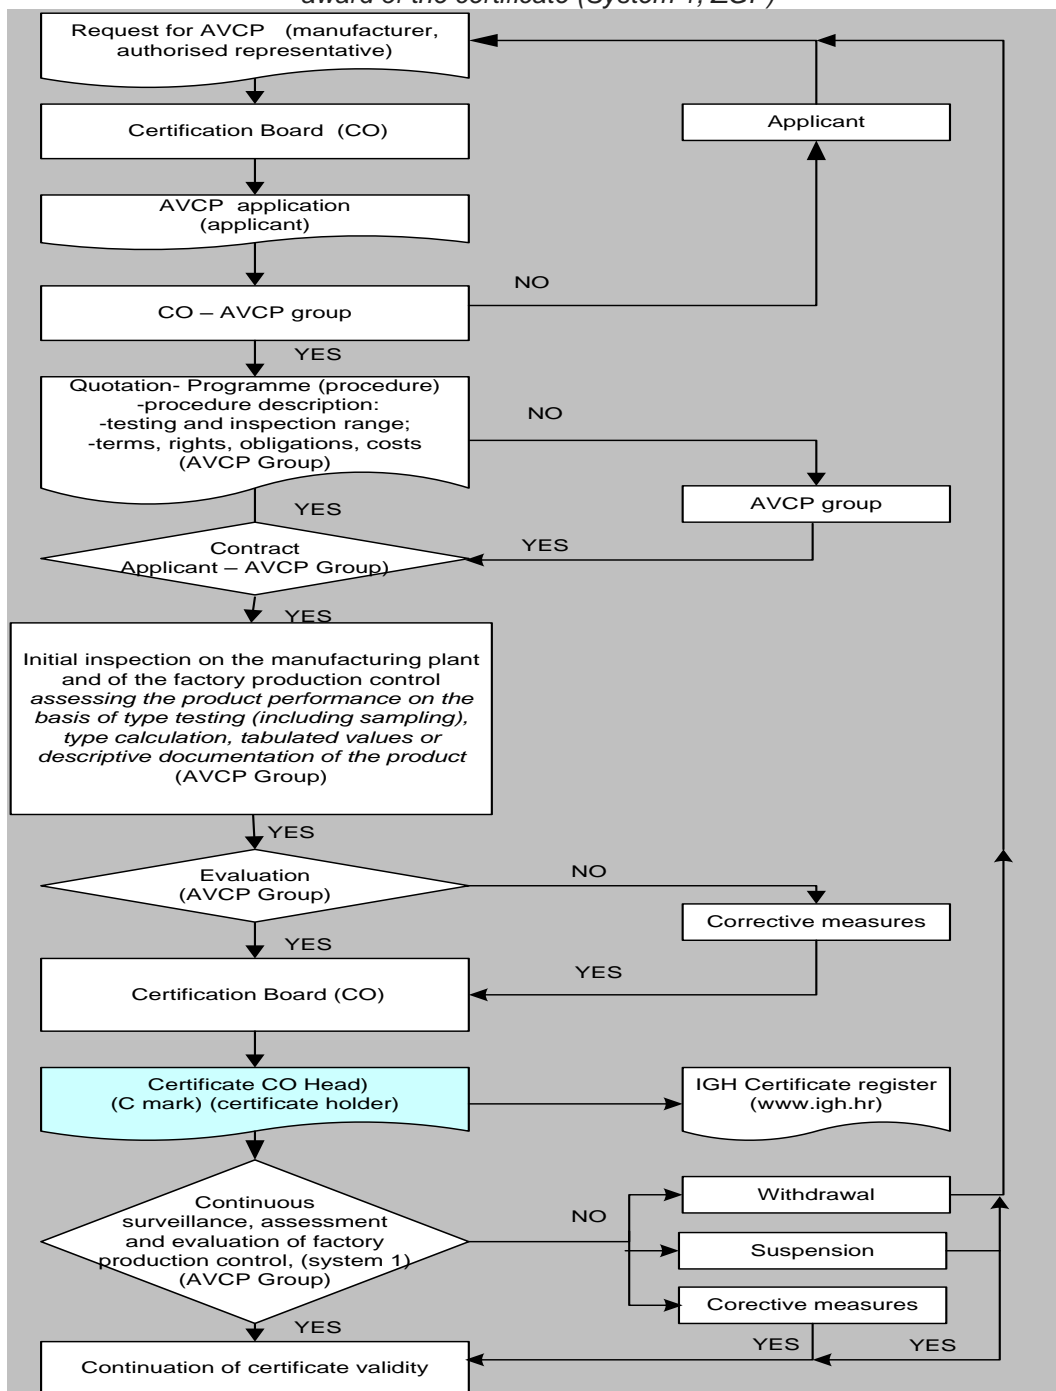 award of the certificate (System 1, ZGP)
Request for AVCP (manufacturer,
authorised representative)
Certification Board (CO)
Applicant
AVCP application
(applicant)
NO
CO – AVCP group
YES
Quotation- Programme (procedure)
-procedure description:
-testing and inspection range;
-terms, rights, obligations, costs
(AVCP Group)
NO
AVCP group
YES
Contract
Applicant – AVCP Group)
YES
YES
Initial inspection on the manufacturing plant
and of the factory production control
assessing the product performance on the
basis of type testing (including sampling),
type calculation, tabulated values or
descriptive documentation of the product
(AVCP Group)
YES
Evaluation
(AVCP Group)
NO
Corrective measures
YES
YES
Certification Board (CO)
Certificate CO Head)
(C mark) (certificate holder)
IGH Certificate register
(www.igh.hr)
Continuous
surveillance, assessment
and evaluation of factory
production control, (system 1)
(AVCP Group)
NO
Withdrawal
Suspension
Corective measures
YES
YES
YES
Continuation of certificate validity